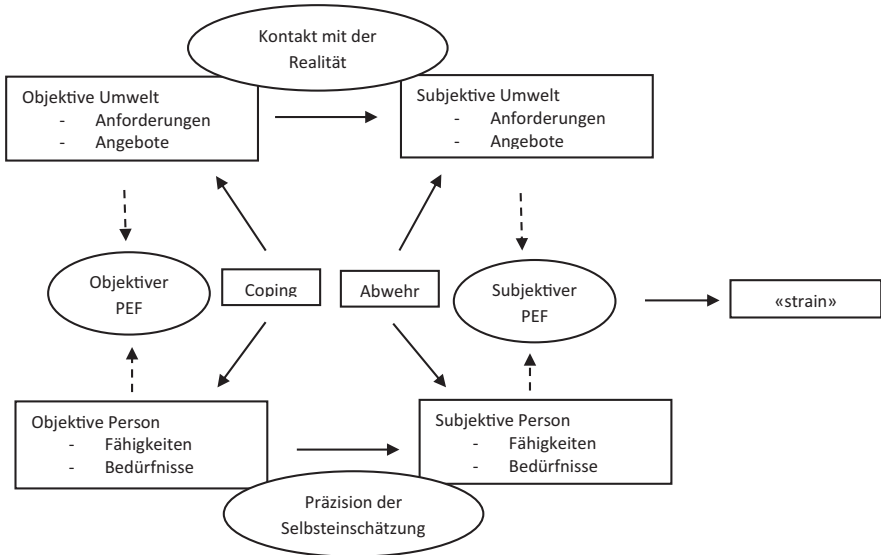 Kontakt mit der
Realität
Objektive Umwelt
- Anforderungen
- Angebote
Subjektive Umwelt
- Anforderungen
- Angebote
Objektiver
PEF
Coping
Abwehr
Subjektiver
PEF
«strain»
Objektive Person
- Fähigkeiten
- Bedürfnisse
Subjektive Person
- Fähigkeiten
- Bedürfnisse
Präzision der
Selbsteinschätzung